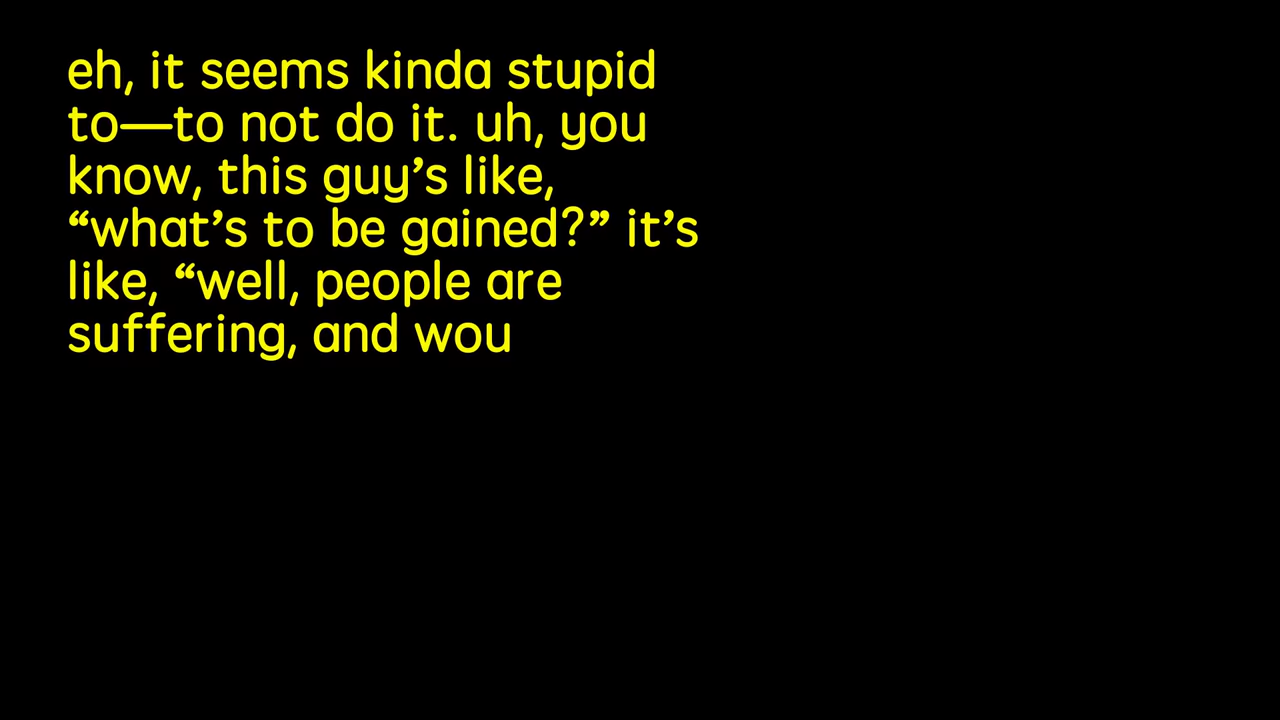 eh, it seems kinda stupid
to—to not do it. uh, you
know, this guy’s like,
“what’s to be gained?” it’s
like, “well, people are
suffering, and wou